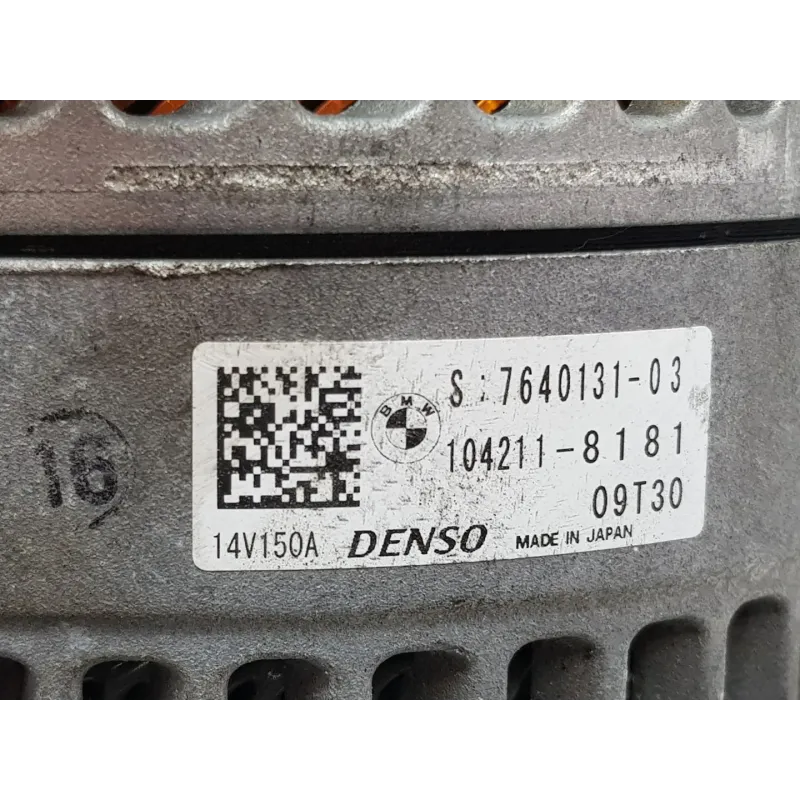 S:7640131-03
BMW
104211-8181
09T30
14V150A DENSO MADE IN JAPAN
16